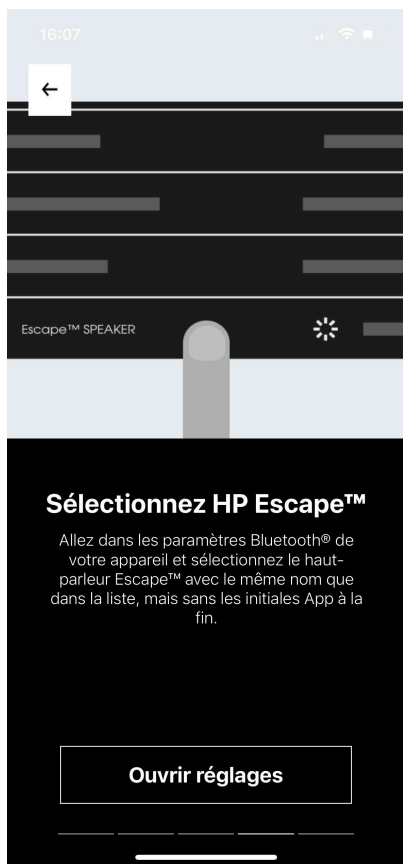 16:07
Escape™ SPEAKER
Sélectionnez HP Escape™
Allez dans les paramètres Bluetooth® de
votre appareil et sélectionnez le haut-
parleur Escape™ avec le même nom que
dans la liste, mais sans les initiales App à la
fin.
Ouvrir réglages